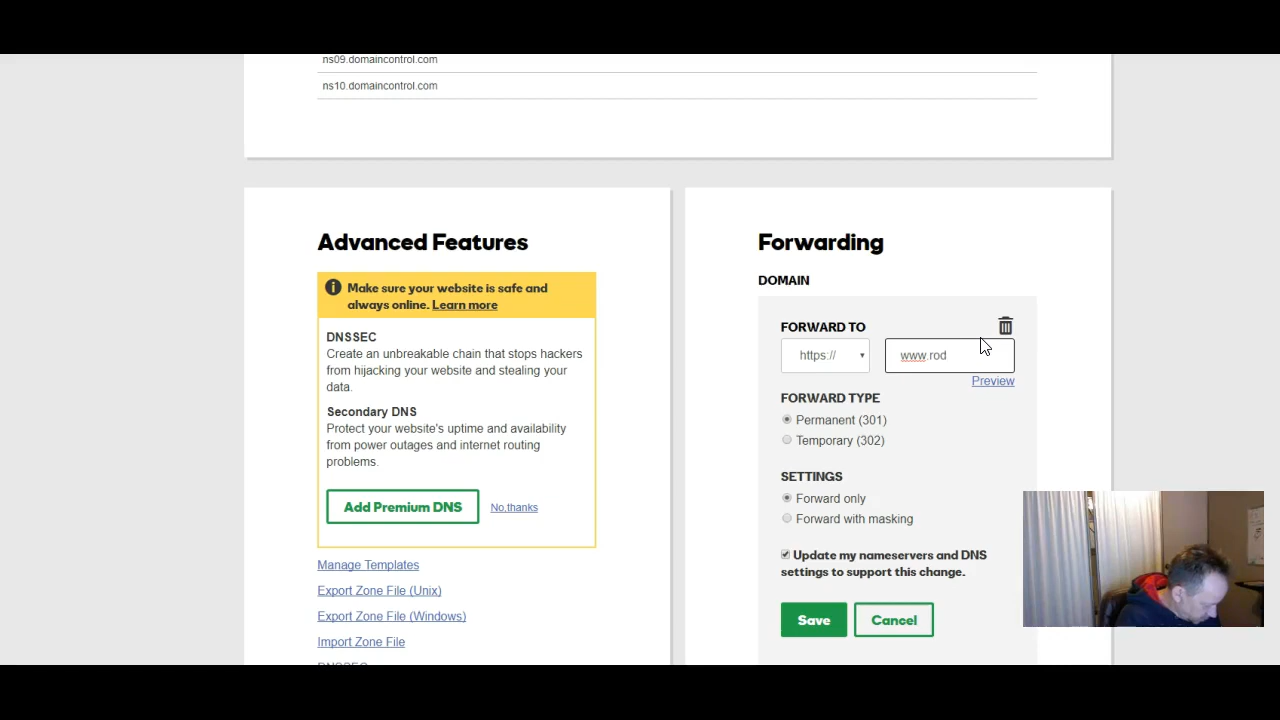 ns09.domaincontrol.com
ns10.domaincontrol.com
Advanced Features
Make sure your website is safe and
always online. Learn more
DNSSEC
Create an unbreakable chain that stops hackers
from hijacking your website and stealing your
data.
Secondary DNS
Protect your website's uptime and availability
from power outages and internet routing
problems.
Add Premium DNS
No,thanks
Manage Templates
Export Zone File (Unix)
Export Zone File (Windows)
Import Zone File
DNSSEC
Forwarding
DOMAIN
FORWARD TO
https://
www.rod
Preview
FORWARD TYPE
Permanent (301)
Temporary (302)
SETTINGS
Forward only
Forward with masking
Update my nameservers and DNS
settings to support this change.
Save
Cancel